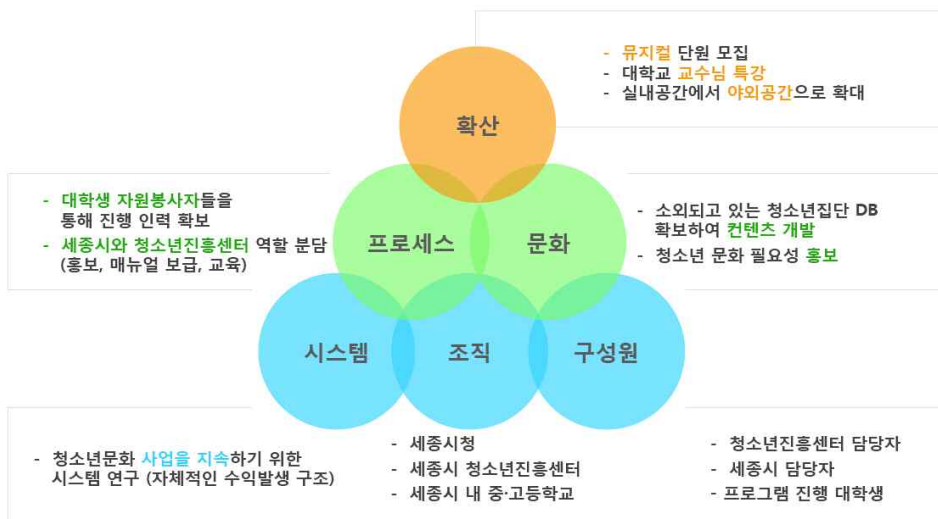 - 뮤지컬 단원 모집
- 대학교 교수님 특강
- 실내공간에서 야외공간으로 확대
확산
- 대학생 자원봉사자들을
통해 진행 인력 확보
- 세종시와 청소년진흥센터 역할 분담
(홍보, 매뉴얼 보급, 교육)
프로세스
문화
- 소외되고 있는 청소년집단 DB
확보하여 컨텐츠 개발
- 청소년 문화 필요성 홍보
시스템
조직
구성원
- 청소년문화 사업을 지속하기 위한
시스템 연구 (자체적인 수익발생 구조)
- 세종시청
- 세종시 청소년진흥센터
- 세종시 내 중·고등학교
- 청소년진흥센터 담당자
- 세종시 담당자
- 프로그램 진행 대학생